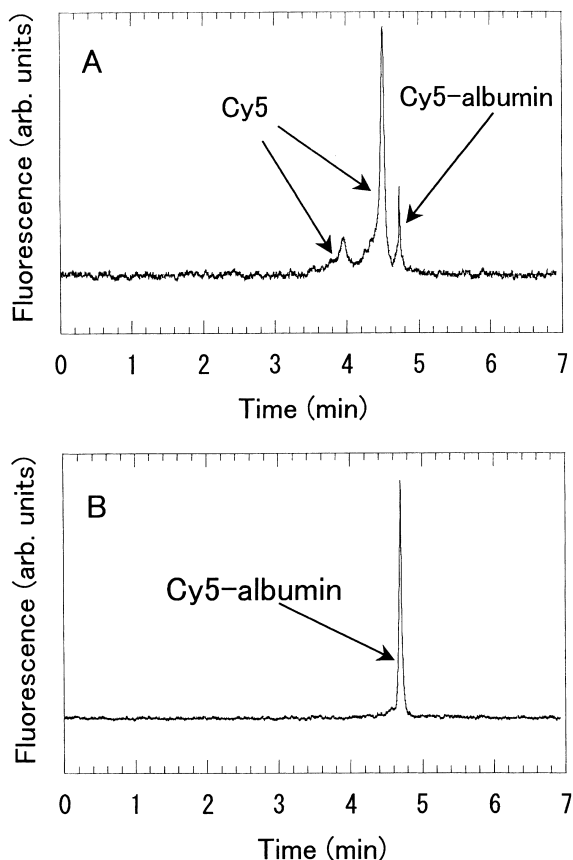 A
Cy5
Cy5-albumin
Fluorescence (arb. units)
0 1 2 3 4 5 6 7
Time (min)
B
Cy5-albumin
Fluorescence (arb. units)
0 1 2 3 4 5 6 7
Time (min)